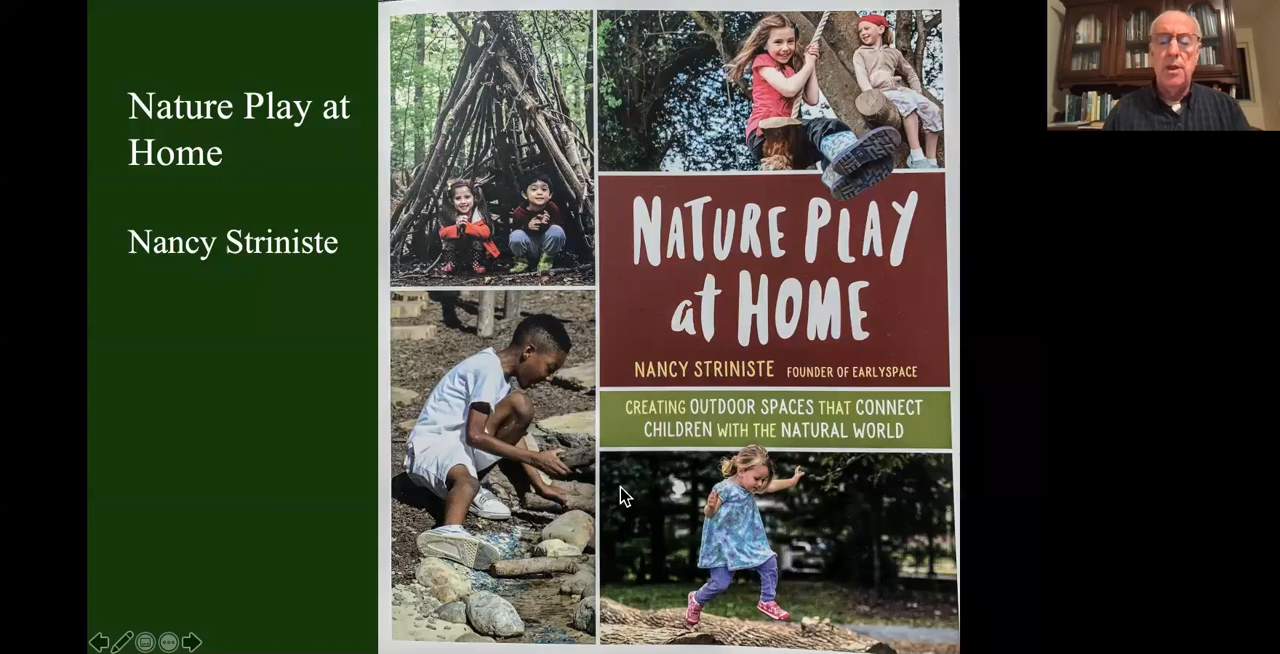 Nature Play at
Home
Nancy Striniste
NATURE PLAY
at HOME
NANCY STRINISTE FOUNDER OF EARLYSPACE
CREATING OUTDOOR SPACES THAT CONNECT
CHILDREN WITH THE NATURAL WORLD